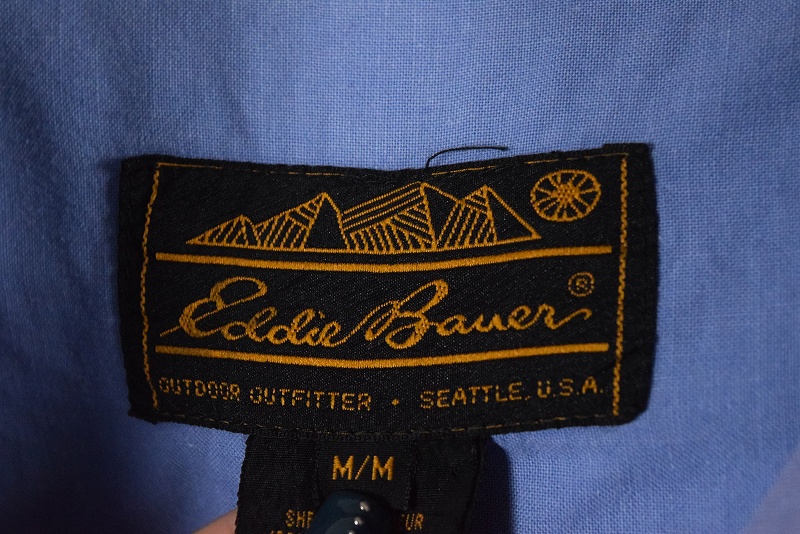 Eddie Bauer ®
OUTDOOR OUTFITTER • SEATTLE, U.S.A.
M/M